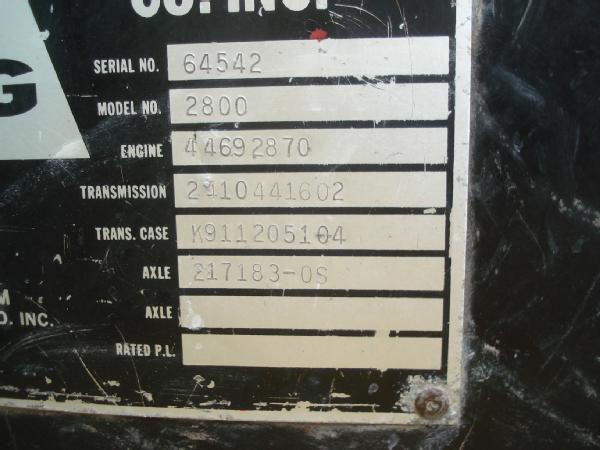 CO. INC.
SERIAL NO. 64542
G
MODEL NO. 2800
ENGINE 44692870
TRANSMISSION 2410441602
TRANS. CASE K911205104
AXLE 217183-0S
M
AXLE
D. INC.
RATED P.L.